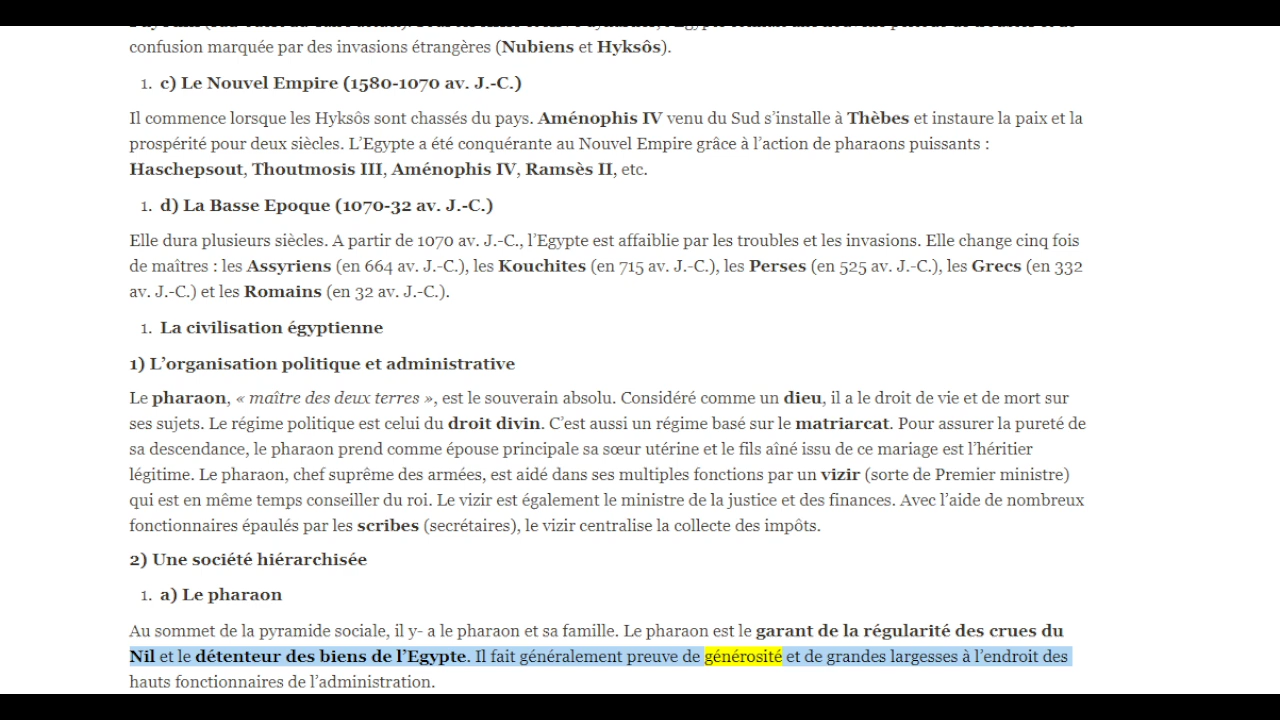 confusion marquée par des invasions étrangères (Nubiens et Hyksôs).
1. c) Le Nouvel Empire (1580-1070 av. J.-C.)
Il commence lorsque les Hyksôs sont chassés du pays. Aménophis IV venu du Sud s’installe à Thèbes et instaure la paix et la
prospérité pour deux siècles. L’Egypte a été conquérante au Nouvel Empire grâce à l’action de pharaons puissants :
Haschepsout, Thoutmosis III, Aménophis IV, Ramsès II, etc.
1. d) La Basse Epoque (1070-32 av. J.-C.)
Elle dura plusieurs siècles. A partir de 1070 av. J.-C., l’Egypte est affaiblie par les troubles et les invasions. Elle change cinq fois
de maîtres : les Assyriens (en 664 av. J.-C.), les Kouchites (en 715 av. J.-C.), les Perses (en 525 av. J.-C.), les Grecs (en 332
av. J.-C.) et les Romains (en 32 av. J.-C.).
1. La civilisation égyptienne
1) L’organisation politique et administrative
Le pharaon, « maître des deux terres », est le souverain absolu. Considéré comme un dieu, il a le droit de vie et de mort sur
ses sujets. Le régime politique est celui du droit divin. C’est aussi un régime basé sur le matriarcat. Pour assurer la pureté de
sa descendance, le pharaon prend comme épouse principale sa sœur utérine et le fils aîné issu de ce mariage est l’héritier
légitime. Le pharaon, chef suprême des armées, est aidé dans ses multiples fonctions par un vizir (sorte de Premier ministre)
qui est en même temps conseiller du roi. Le vizir est également le ministre de la justice et des finances. Avec l’aide de nombreux
fonctionnaires épaulés par les scribes (secrétaires), le vizir centralise la collecte des impôts.
2) Une société hiérarchisée
1. a) Le pharaon
Au sommet de la pyramide sociale, il y- a le pharaon et sa famille. Le pharaon est le garant de la régularité des crues du
Nil et le détenteur des biens de l’Egypte. Il fait généralement preuve de générosité et de grandes largesses à l’endroit des
hauts fonctionnaires de l’administration.